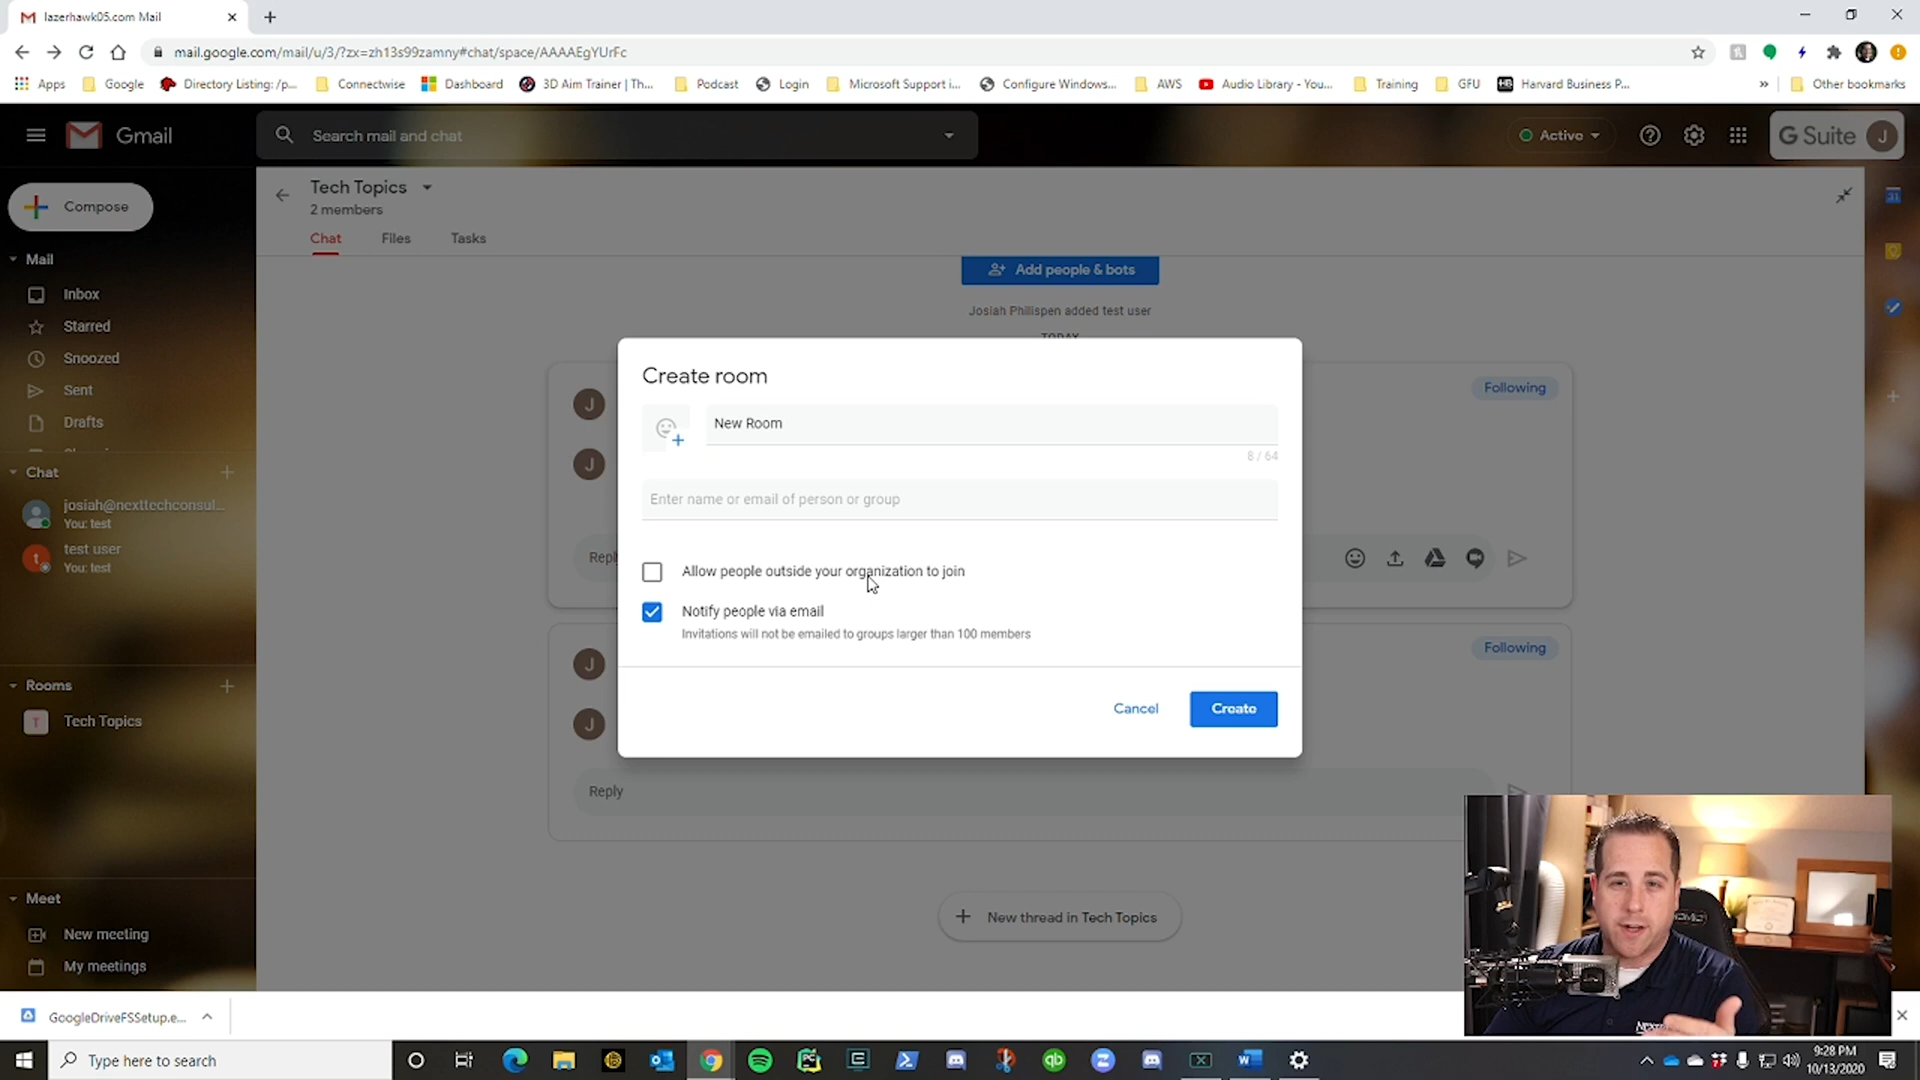 lazerhawk05.com Mail
mail.google.com/mail/u/3/?zx=zh13s99zamny#chat/space/AAAAEgYUrFc
Apps
Google
Directory Listing: /p...
Connectwise
Dashboard
3D Aim Trainer | Th...
Podcast
Login
Microsoft Support i...
Configure Windows...
AWS
Audio Library - You...
Training
GFU
Harvard Business P...
»
Other bookmarks
Gmail
Search mail and chat
Active
G Suite J
Compose
Tech Topics
2 members
Chat Files Tasks
Mail
Inbox
Starred
Snoozed
Sent
Drafts
Chat
josiah@nexttechconsul...
You: test
t
test user
You: test
Rooms
T Tech Topics
Meet
New meeting
My meetings
Add people & bots
Josiah Philispen added test user
TODAY
J
J
Following
Create room
New Room
8 / 64
Enter name or email of person or group
Allow people outside your organization to join
Notify people via email
Invitations will not be emailed to groups larger than 100 members
Cancel
Create
J
J
Following
Reply
New thread in Tech Topics
GoogleDriveFSSetup.e...
Type here to search
9:28 PM
10/13/2020